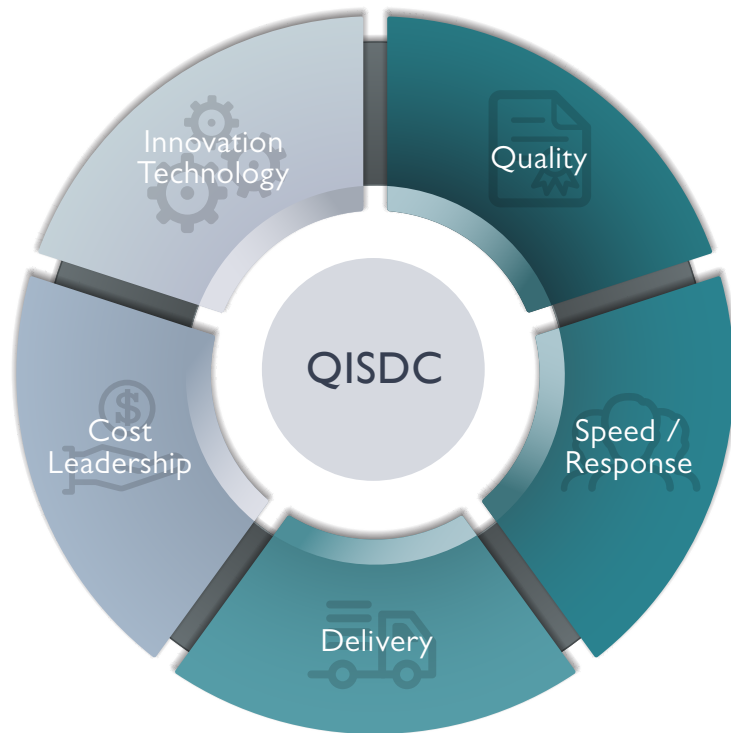 Innovation
Technology
Quality
QISDC
Cost
Leadership
Speed /
Response
Delivery
$